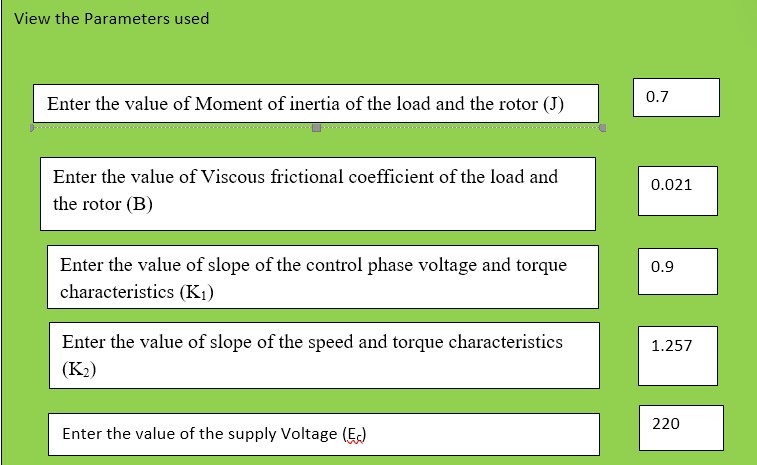 View the Parameters used
Enter the value of Moment of inertia of the load and the rotor (J)
0.7
Enter the value of Viscous frictional coefficient of the load and
the rotor (B)
0.021
Enter the value of slope of the control phase voltage and torque
characteristics (K₁)
0.9
Enter the value of slope of the speed and torque characteristics
(K₂)
1.257
Enter the value of the supply Voltage (Ec)
220